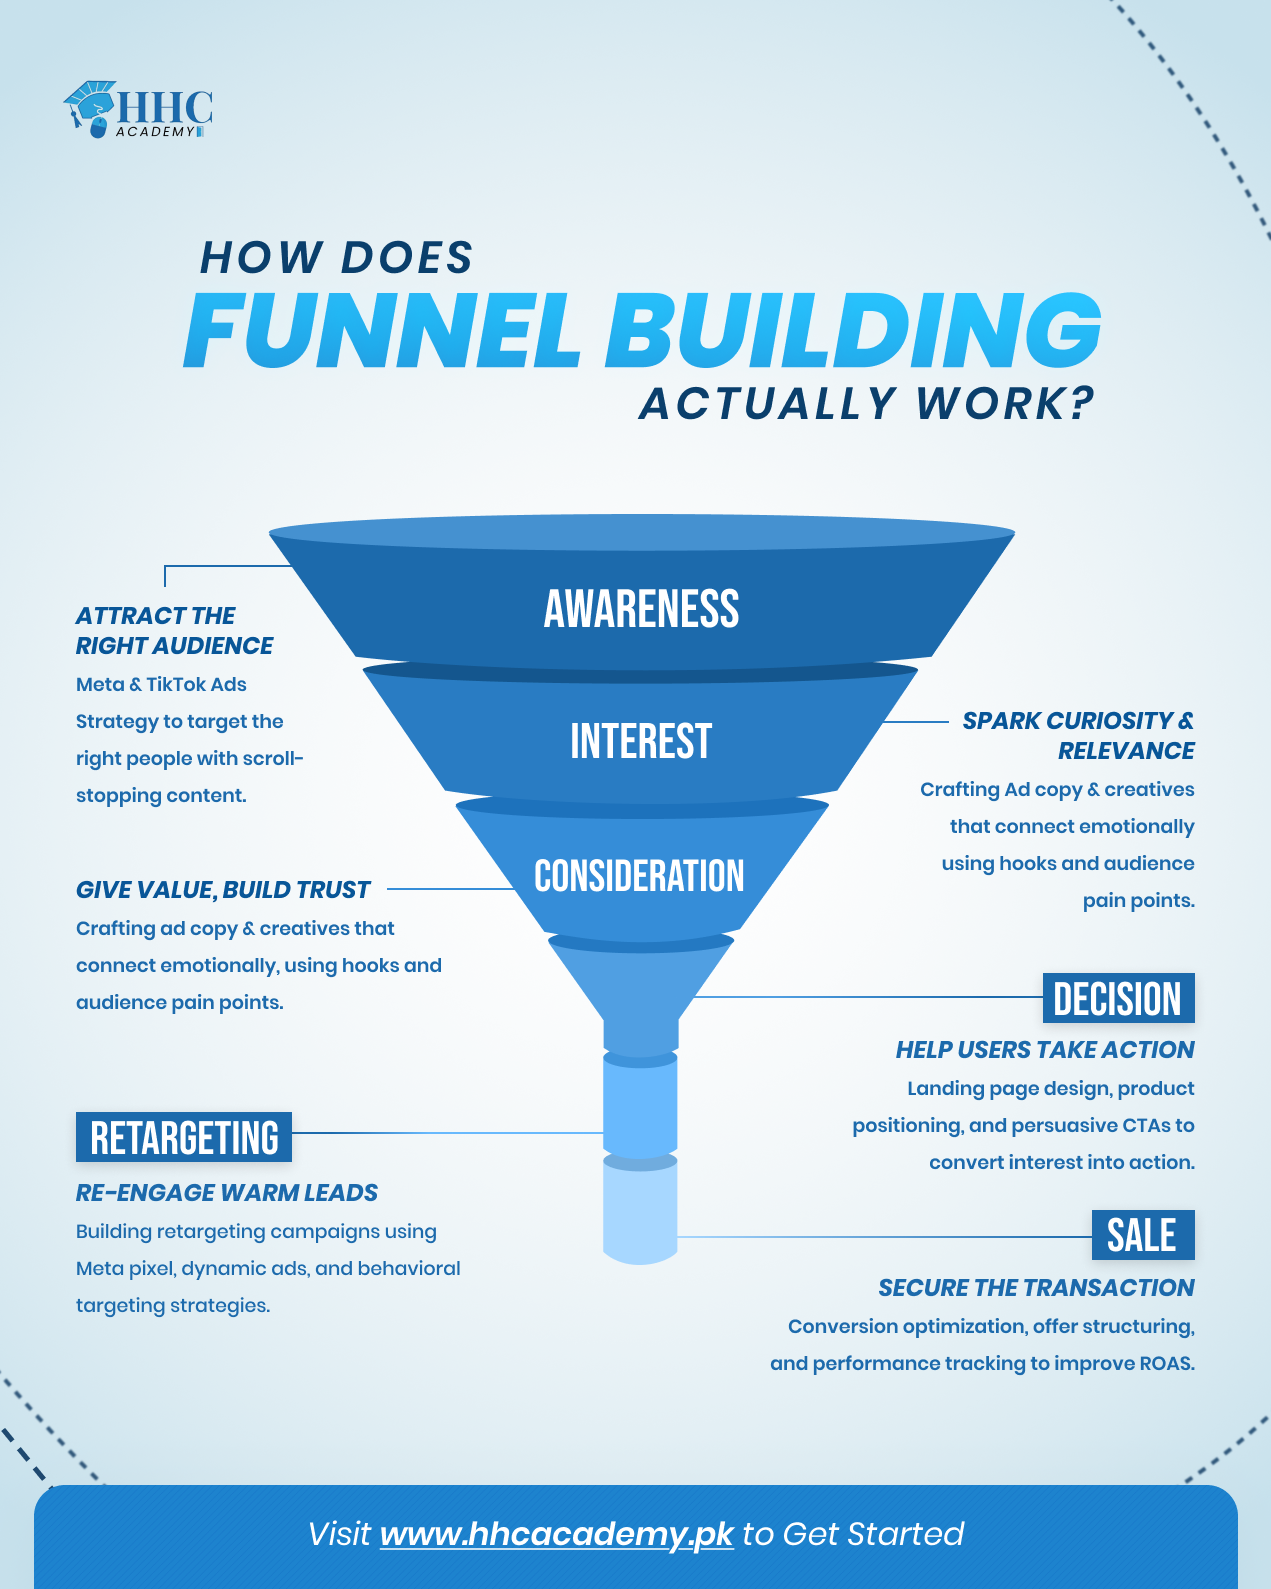 HHC
ACADEMY
HOW DOES
FUNNEL BUILDING
ACTUALLY WORK?
AWARENESS
ATTRACT THE
RIGHT AUDIENCE
Meta & TikTok Ads
Strategy to target the
right people with scroll-
stopping content.
INTEREST
SPARK CURIOSITY &
RELEVANCE
Crafting Ad copy & creatives
that connect emotionally
using hooks and audience
pain points.
CONSIDERATION
GIVE VALUE, BUILD TRUST
Crafting ad copy & creatives that
connect emotionally, using hooks and
audience pain points.
DECISION
HELP USERS TAKE ACTION
Landing page design, product
positioning, and persuasive CTAs to
convert interest into action.
RETARGETING
RE-ENGAGE WARM LEADS
Building retargeting campaigns using
Meta pixel, dynamic ads, and behavioral
targeting strategies.
SALE
SECURE THE TRANSACTION
Conversion optimization, offer structuring,
and performance tracking to improve ROAS.
Visit www.hhcacademy.pk to Get Started